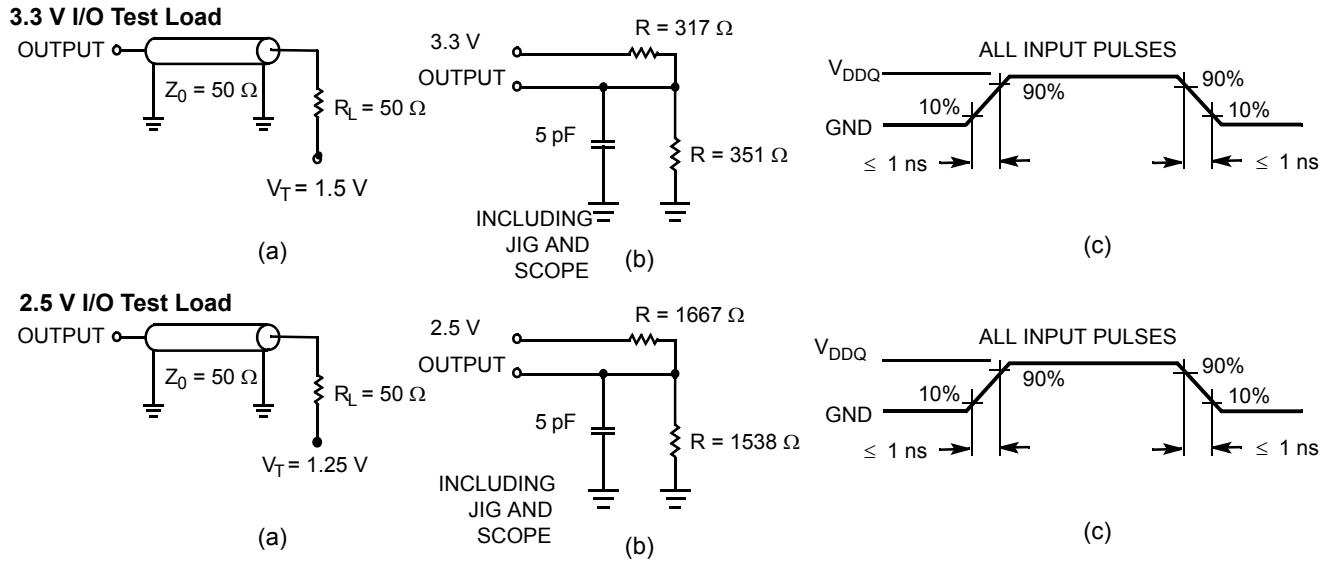 3.3 V I/O Test Load
OUTPUT
Z0 = 50 Ω
RL = 50 Ω
VT = 1.5 V
(a)
3.3 V
OUTPUT
R = 317 Ω
5 pF
R = 351 Ω
INCLUDING
JIG AND
SCOPE
(b)
ALL INPUT PULSES
VDDQ
GND
10%
90%
90%
10%
≤ 1 ns
≤ 1 ns
(c)
2.5 V I/O Test Load
OUTPUT
Z0 = 50 Ω
RL = 50 Ω
VT = 1.25 V
(a)
2.5 V
OUTPUT
R = 1667 Ω
5 pF
R = 1538 Ω
INCLUDING
JIG AND
SCOPE
(b)
ALL INPUT PULSES
VDDQ
GND
10%
90%
90%
10%
≤ 1 ns
≤ 1 ns
(c)